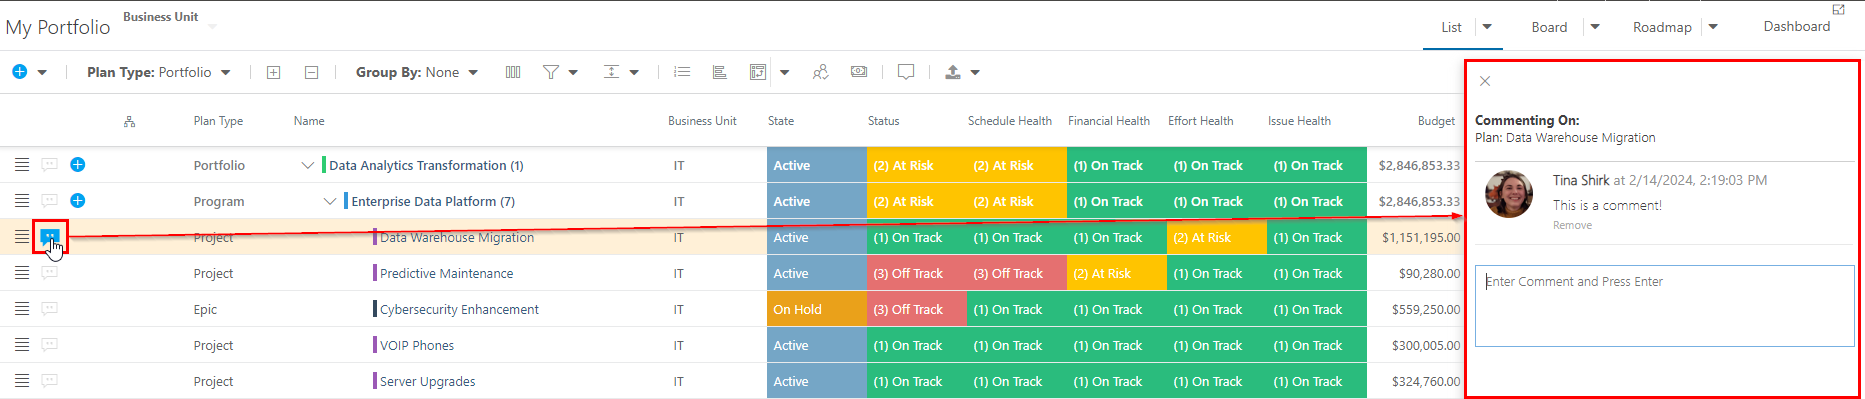 My Portfolio Business Unit
List Board Roadmap Dashboard
Plan Type: Portfolio Group By: None
Plan Type Name Business Unit State Status Schedule Health Financial Health Effort Health Issue Health Budget
Portfolio Data Analytics Transformation (1) IT Active (2) At Risk (2) At Risk (1) On Track (1) On Track (1) On Track $2,846,853.33
Program Enterprise Data Platform (7) IT Active (2) At Risk (2) At Risk (1) On Track (1) On Track (1) On Track $2,846,853.33
Project Data Warehouse Migration IT Active (1) On Track (1) On Track (1) On Track (2) At Risk (1) On Track $1,151,195.00
Project Predictive Maintenance IT Active (3) Off Track (3) Off Track (2) At Risk (1) On Track (1) On Track $90,280.00
Epic Cybersecurity Enhancement IT On Hold (3) Off Track (1) On Track (1) On Track (1) On Track (1) On Track $559,250.00
Project VOIP Phones IT Active (1) On Track (1) On Track (1) On Track (1) On Track (1) On Track $300,005.00
Project Server Upgrades IT Active (1) On Track (1) On Track (1) On Track (1) On Track (1) On Track $324,760.00
Commenting On:
Plan: Data Warehouse Migration
Tina Shirk at 2/14/2024, 2:19:03 PM
This is a comment!
Remove
Enter Comment and Press Enter